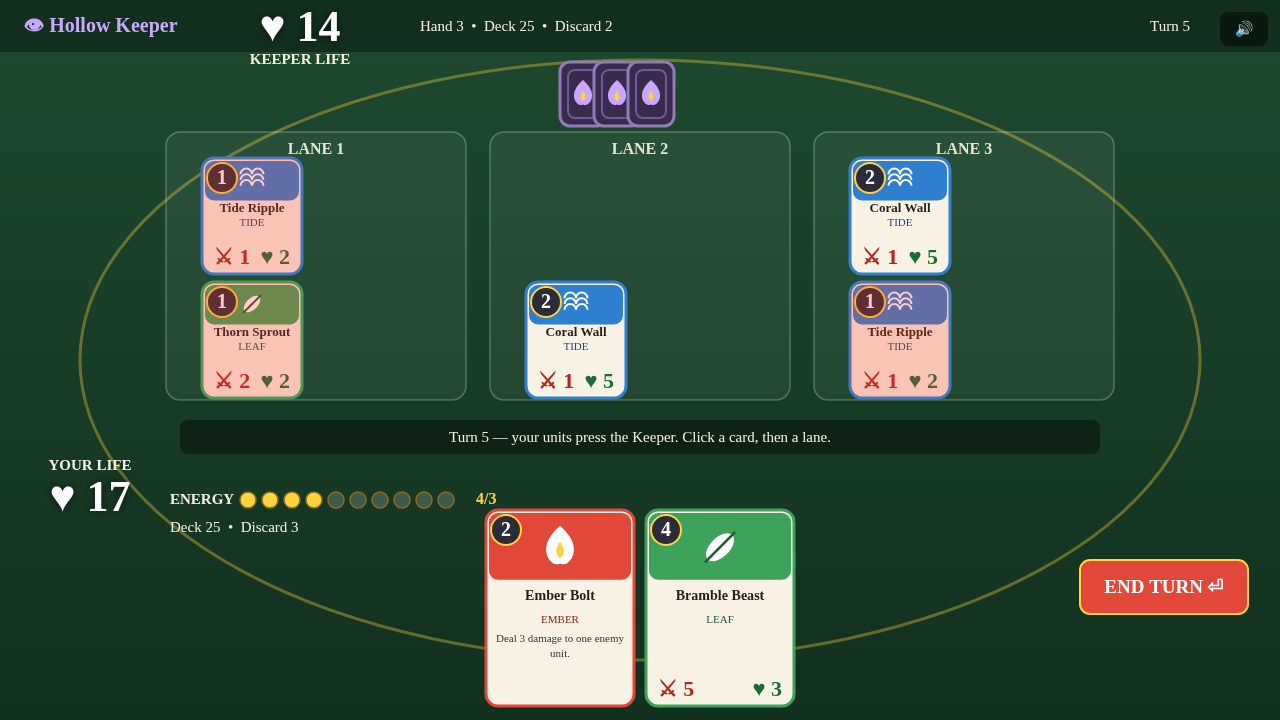 Hollow Keeper
♥ 14
KEEPER LIFE
Hand 3 • Deck 25 • Discard 2
Turn 5
LANE 1
LANE 2
LANE 3
1
Tide Ripple
TIDE
⚔ 1 ♥ 2
2
Coral Wall
TIDE
⚔ 1 ♥ 5
1
Thorn Sprout
LEAF
⚔ 2 ♥ 2
2
Coral Wall
TIDE
⚔ 1 ♥ 5
1
Tide Ripple
TIDE
⚔ 1 ♥ 2
Turn 5 — your units press the Keeper. Click a card, then a lane.
YOUR LIFE
♥ 17
ENERGY 4/3
Deck 25 • Discard 3
2
Ember Bolt
EMBER
Deal 3 damage to one enemy
unit.
4
Bramble Beast
LEAF
⚔ 5 ♥ 3
END TURN ⏎